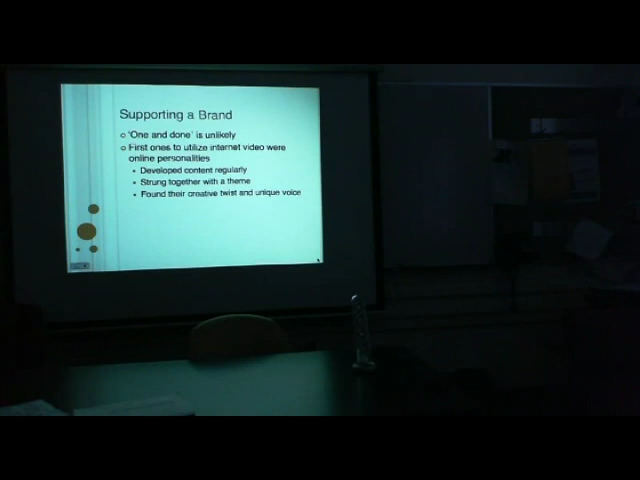 Supporting a Brand
'One and done' is unlikely
First ones to utilize internet video were
online personalities
Developed content regularly
Strung together with a theme
Found their creative twist and unique voice